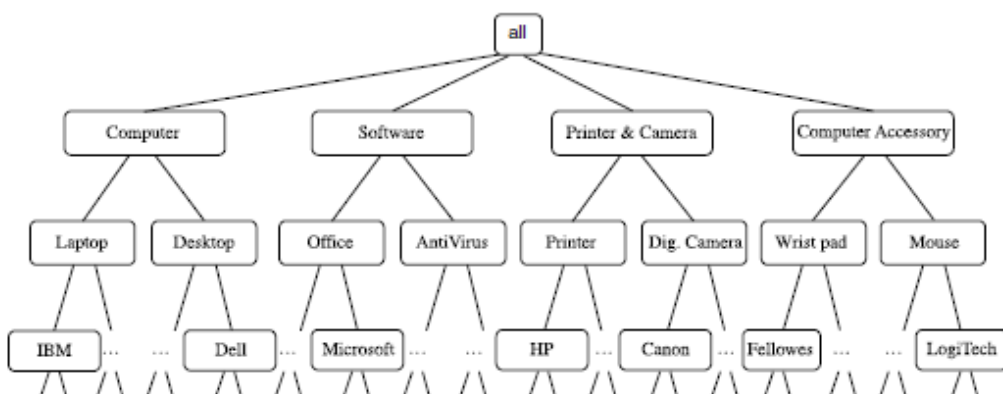 all
Computer
Software
Printer & Camera
Computer Accessory
Laptop
Desktop
Office
AntiVirus
Printer
Dig. Camera
Wrist pad
Mouse
IBM
...
...
Dell
...
Microsoft
...
...
HP
...
Canon
...
Fellowes
...
...
LogiTech